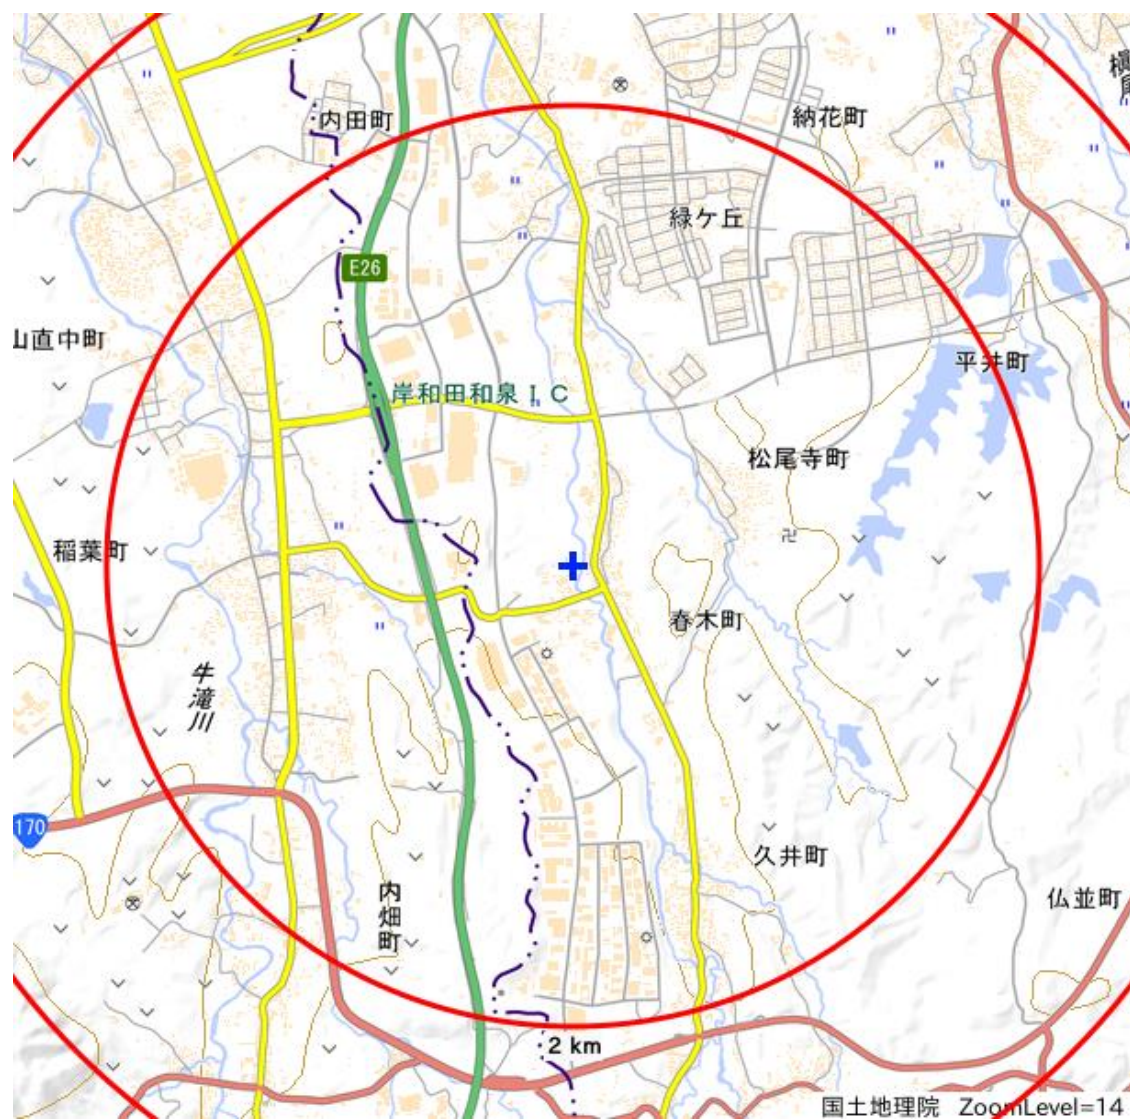 内田町
納花町
緑ケ丘
E26
山直中町
平井町
岸和田和泉IC
松尾寺町
稲葉町
春木町
牛滝川
170
久井町
内畑町
仏並町
2 km
国土地理院 ZoomLevel=14